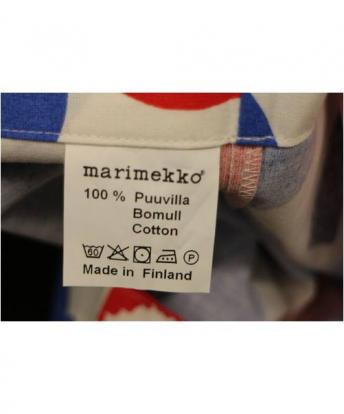 marimekko®
100 % Puuvilla
Bomull
Cotton
60 P
Made in Finland